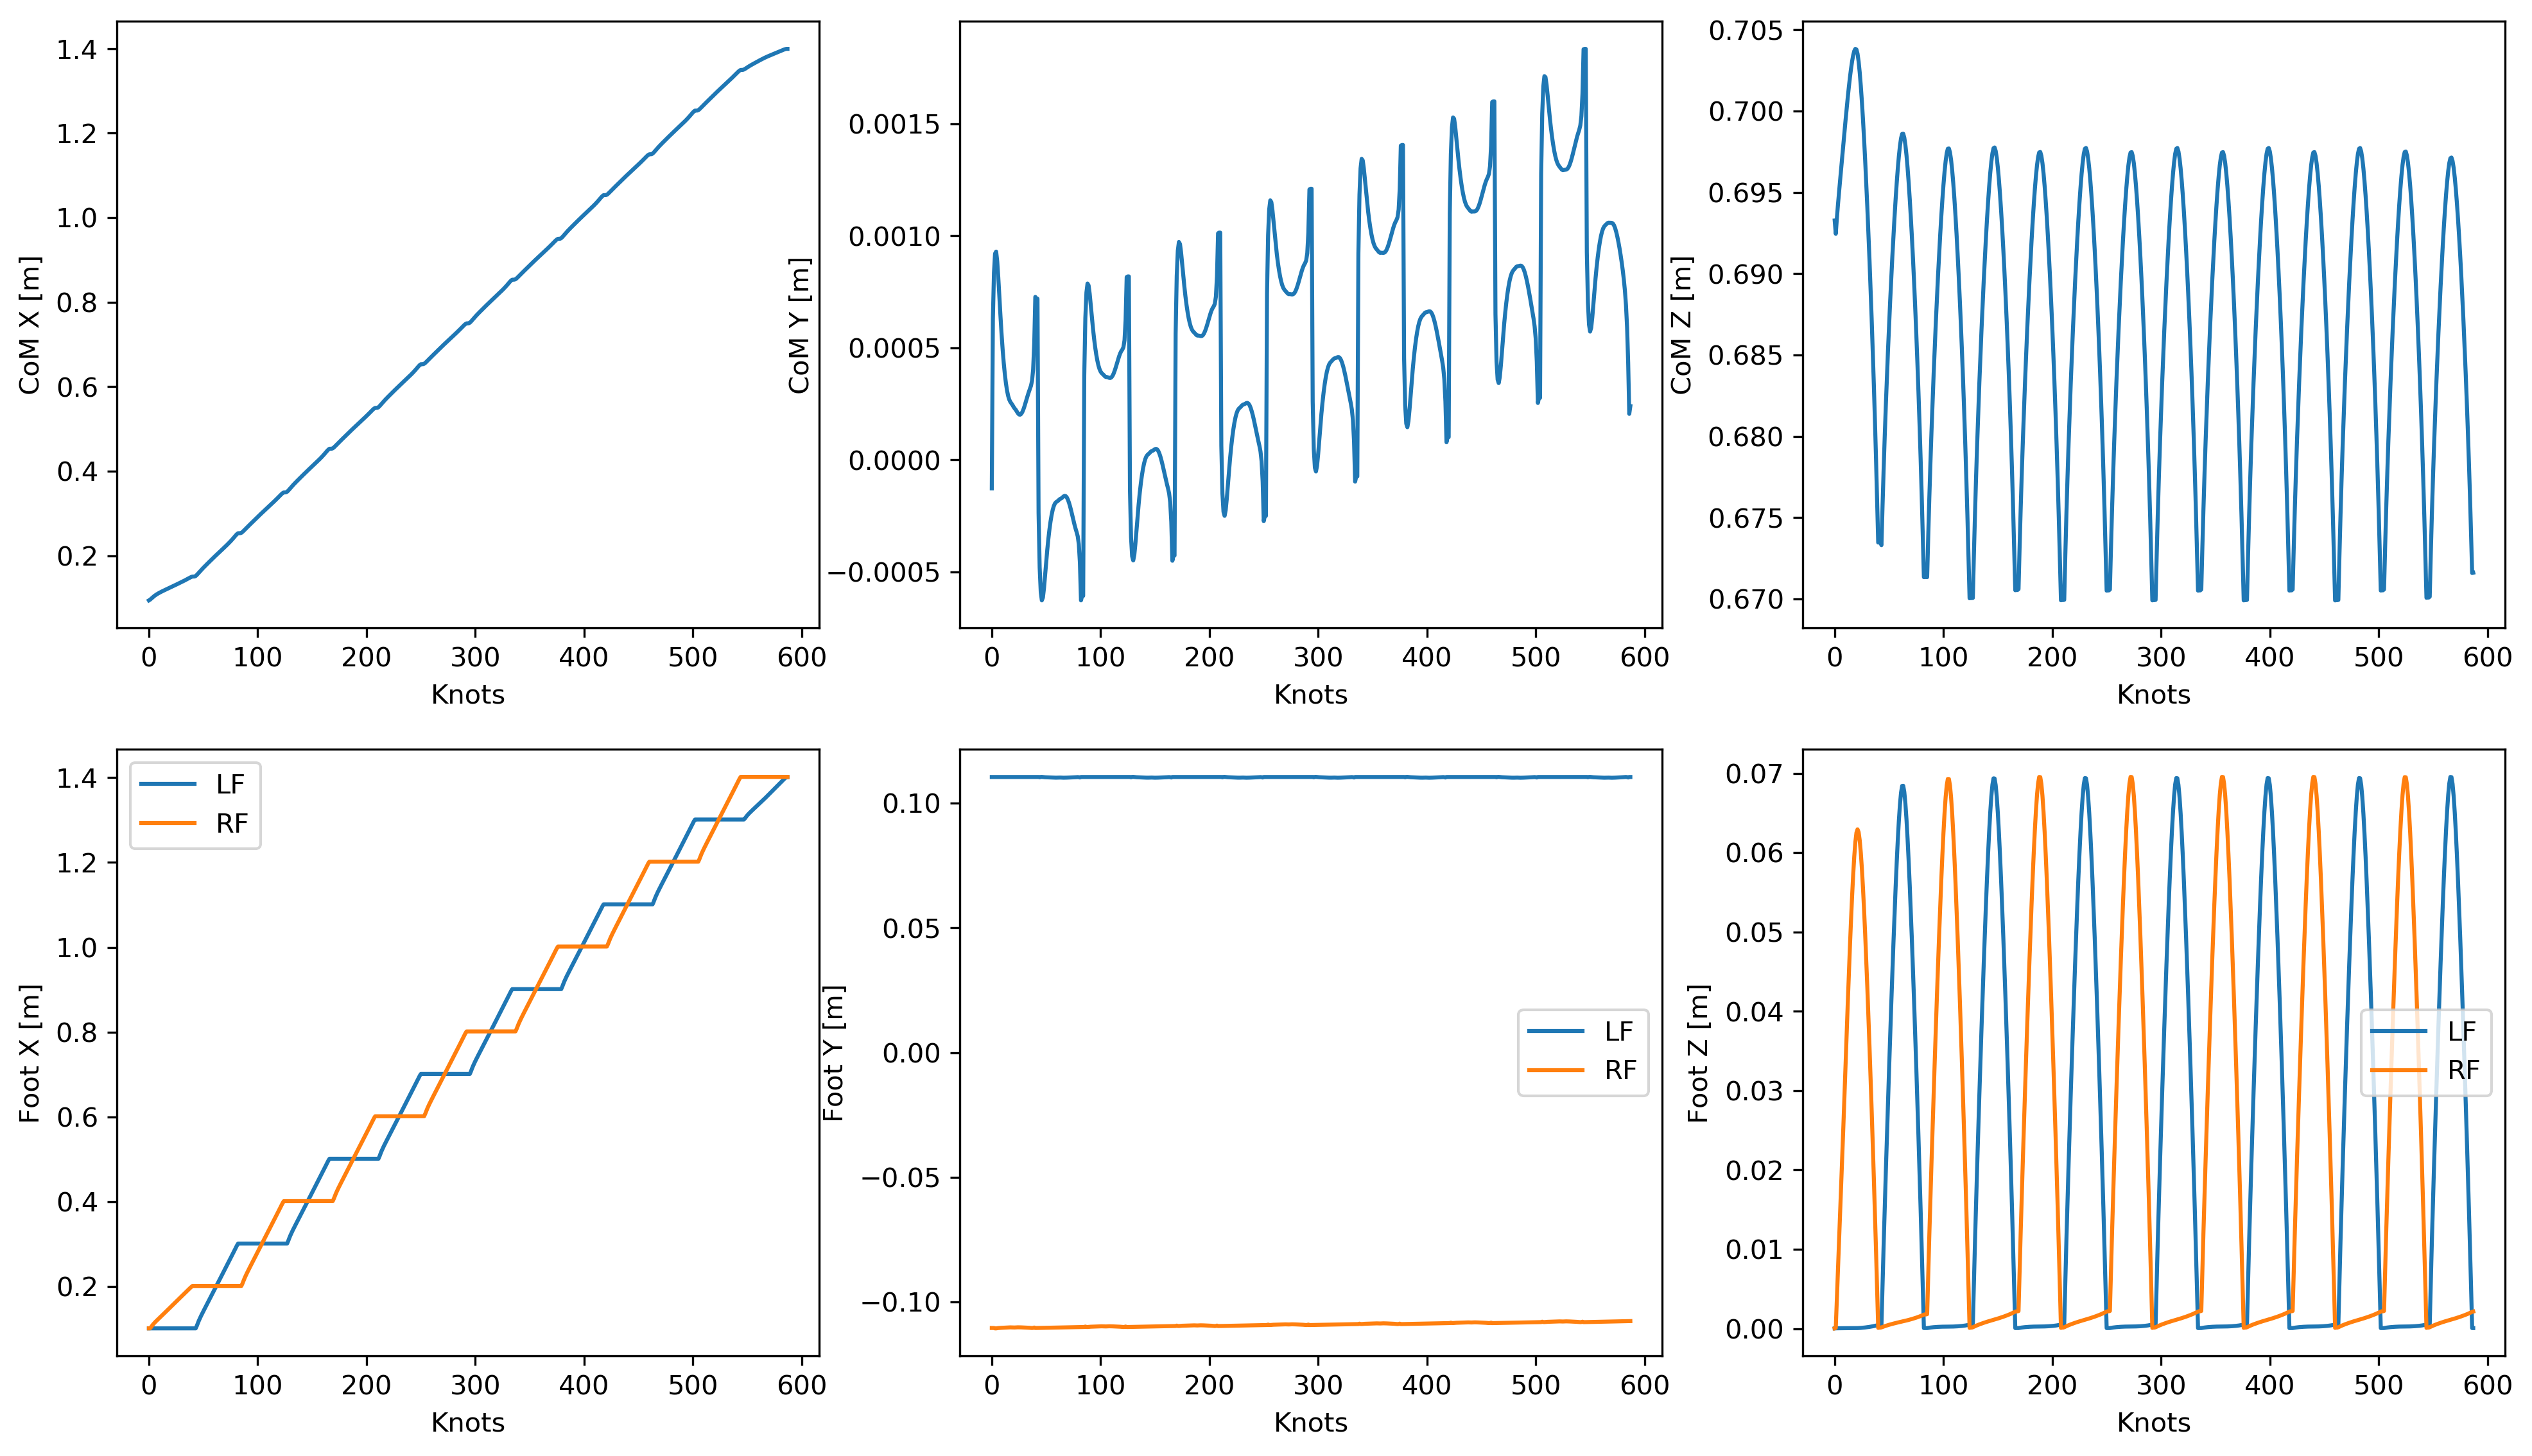 1.4
1.2
1.0
0.8
0.6
0.4
0.2
CoM X [m]
0 100 200 300 400 500 600
Knots
0.0015
0.0010
0.0005
0.0000
−0.0005
CoM Y [m]
0 100 200 300 400 500 600
Knots
0.705
0.700
0.695
0.690
0.685
0.680
0.675
0.670
CoM Z [m]
0 100 200 300 400 500 600
Knots
1.4
1.2
1.0
0.8
0.6
0.4
0.2
Foot X [m]
LF
RF
0 100 200 300 400 500 600
Knots
0.10
0.05
0.00
−0.05
−0.10
Foot Y [m]
LF
RF
0 100 200 300 400 500 600
Knots
0.07
0.06
0.05
0.04
0.03
0.02
0.01
0.00
Foot Z [m]
LF
RF
0 100 200 300 400 500 600
Knots